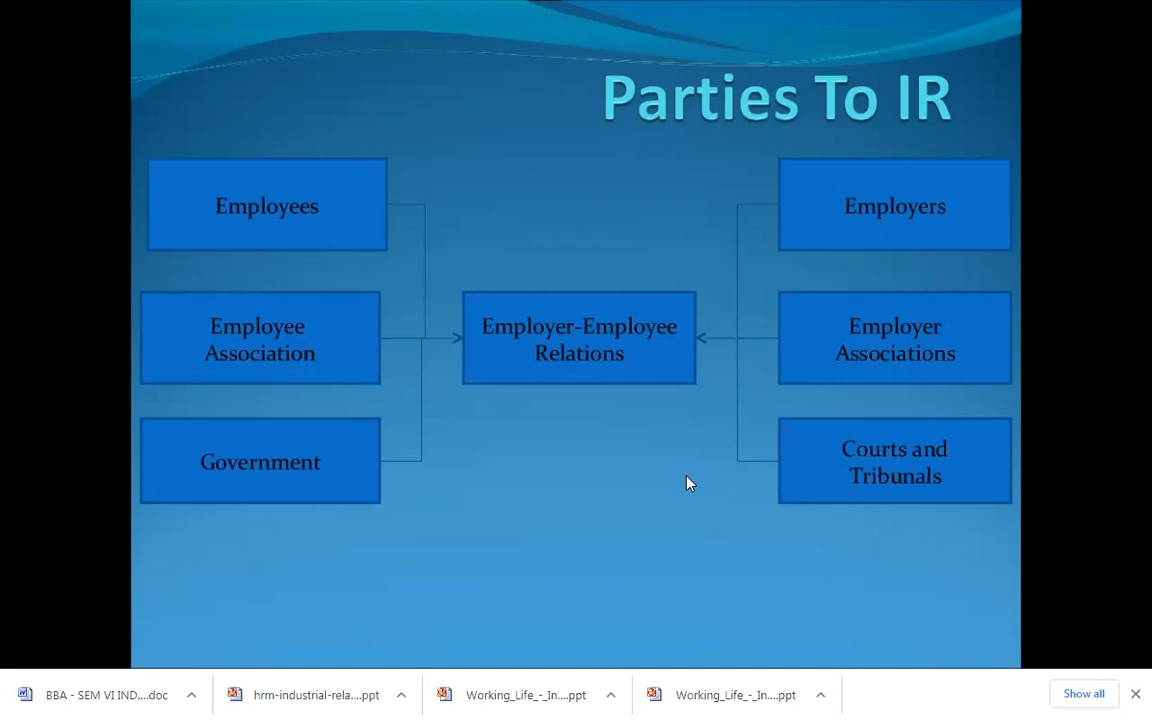 Parties To IR
Employees
Employers
Employee
Association
Employer-Employee
Relations
Employer
Associations
Government
Courts and
Tribunals
BBA - SEM VI IND....doc
hrm-industrial-rela....ppt
Working_Life_-_In....ppt
Working_Life_-_In....ppt
Show all